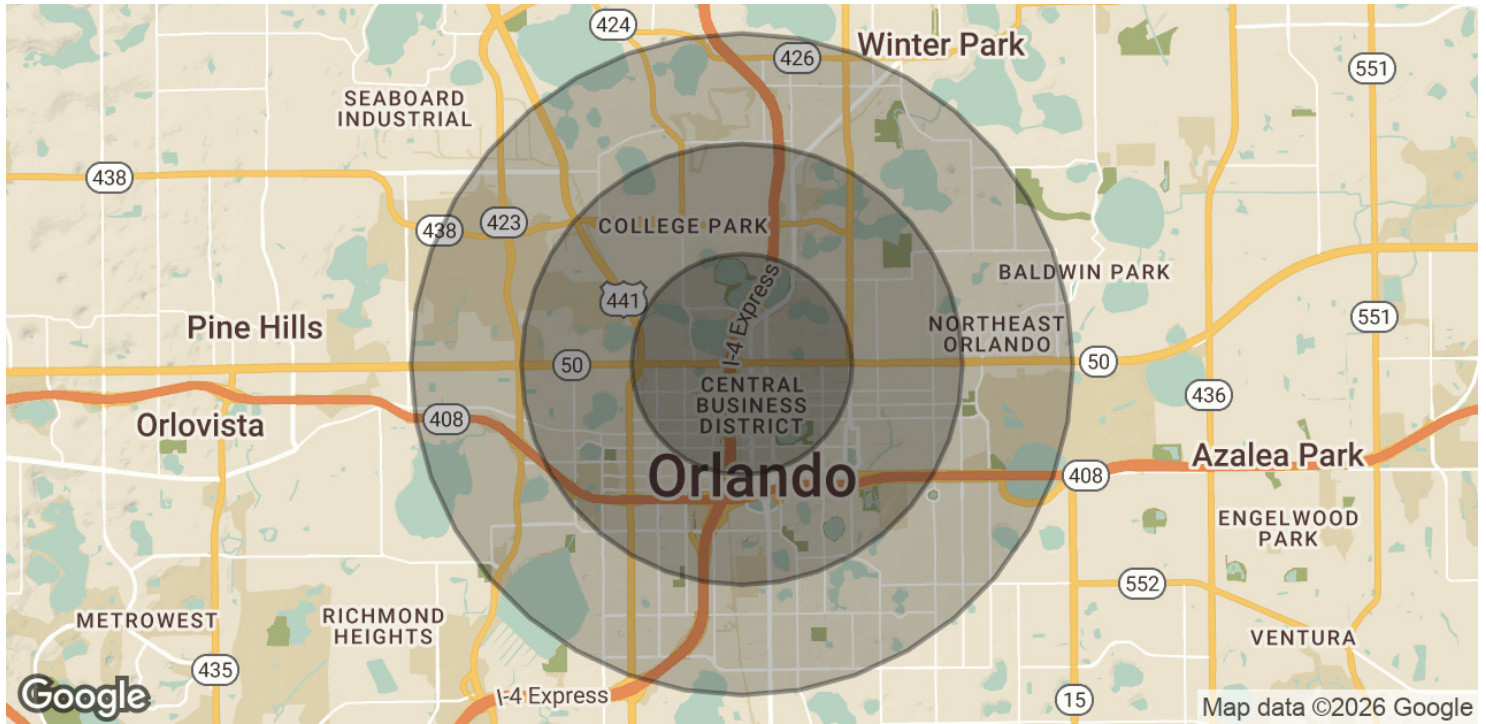 424
Winter Park
426
551
SEABOARD
INDUSTRIAL
438
423
438
COLLEGE PARK
BALDWIN PARK
441
I-4 Express
Pine Hills
NORTHEAST
ORLANDO
551
50
50
CENTRAL
BUSINESS
DISTRICT
436
408
Orlovista
Orlando
Azalea Park
408
ENGELWOOD
PARK
552
METROWEST
RICHMOND
HEIGHTS
VENTURA
435
I-4 Express
15
Google
Map data ©2026 Google